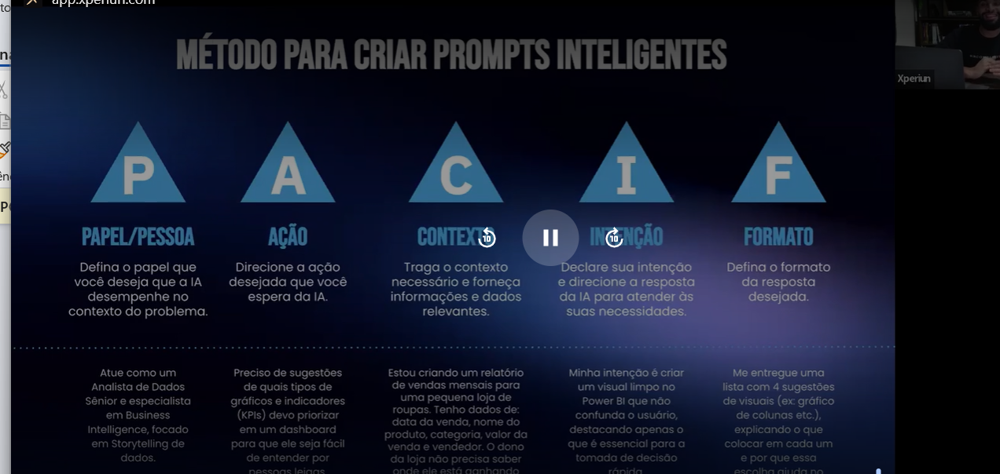 app.xperiun.com
MÉTODO PARA CRIAR PROMPTS INTELIGENTES
Xperiun
P
A
C
I
F
PAPEL/PESSOA
Defina o papel que
você deseja que a IA
desempenhe no
contexto do problema.
AÇÃO
Direcione a ação
desejada que você
espera da IA.
CONTEXTO
Traga o contexto
necessário e forneça
informações e dados
relevantes.
INTENÇÃO
Declare sua intenção
e direcione a resposta
da IA para atender às
suas necessidades.
FORMATO
Defina o formato
da resposta
desejada.
10
10
Atue como um
Analista de Dados
Sênior e especialista
em Business
Intelligence, focado
em Storytelling de
dados.
Preciso de sugestões
de quais tipos de
gráficos e indicadores
(KPIs) devo priorizar
em um dashboard
para que ele seja fácil
de entender por
pessoas leigas
Estou criando um relatório
de vendas mensais para
uma pequena loja de
roupas. Tenho dados de:
data da venda, nome do
produto, categoria, valor da
venda e vendedor. O dono
da loja não precisa saber
onde ele está ganhando
Minha intenção é criar
um visual limpo no
Power BI que não
confunda o usuário,
destacando apenas o
que é essencial para a
tomada de decisão
rápida
Me entregue uma
lista com 4 sugestões
de visuais (ex: gráfico
de colunas etc.),
explicando o que
colocar em cada um
e por que essa
escolha ajuda no